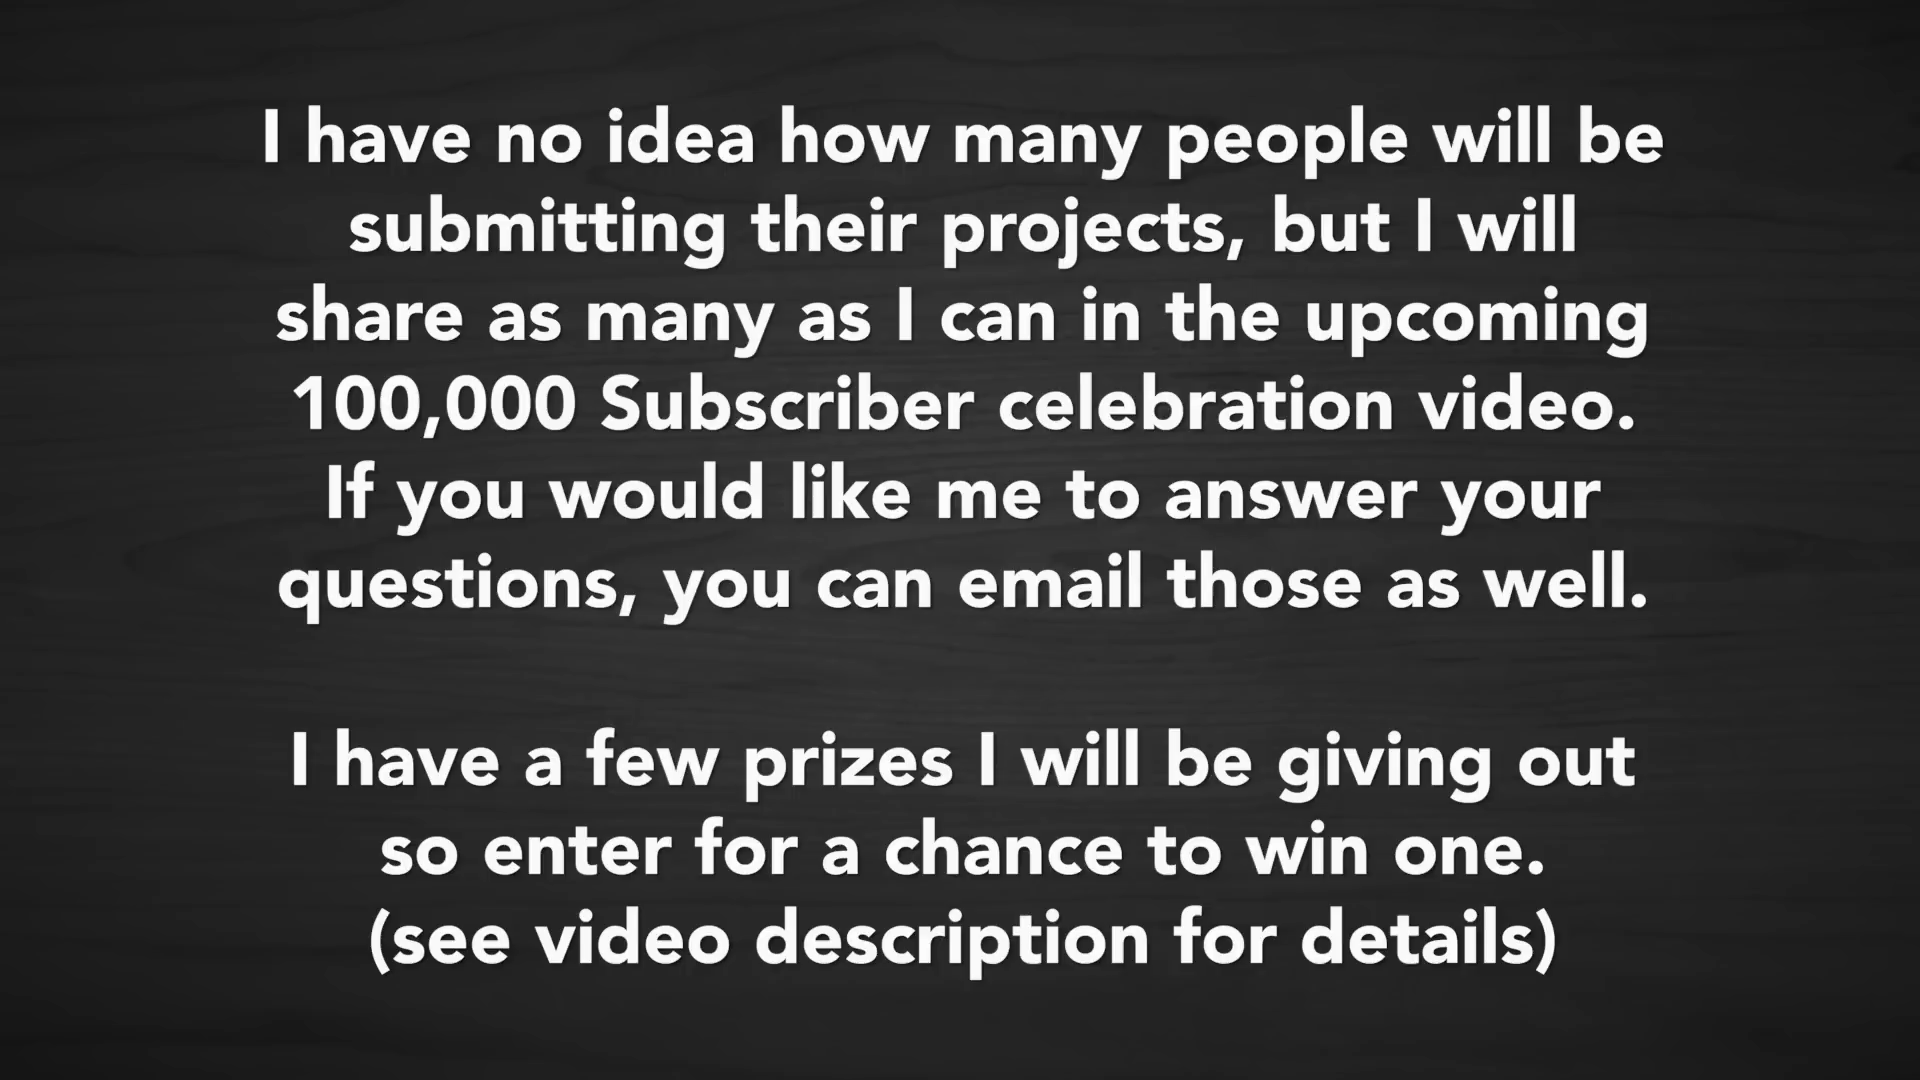 I have no idea how many people will be
submitting their projects, but I will
share as many as I can in the upcoming
100,000 Subscriber celebration video.
If you would like me to answer your
questions, you can email those as well.
I have a few prizes I will be giving out
so enter for a chance to win one.
(see video description for details)